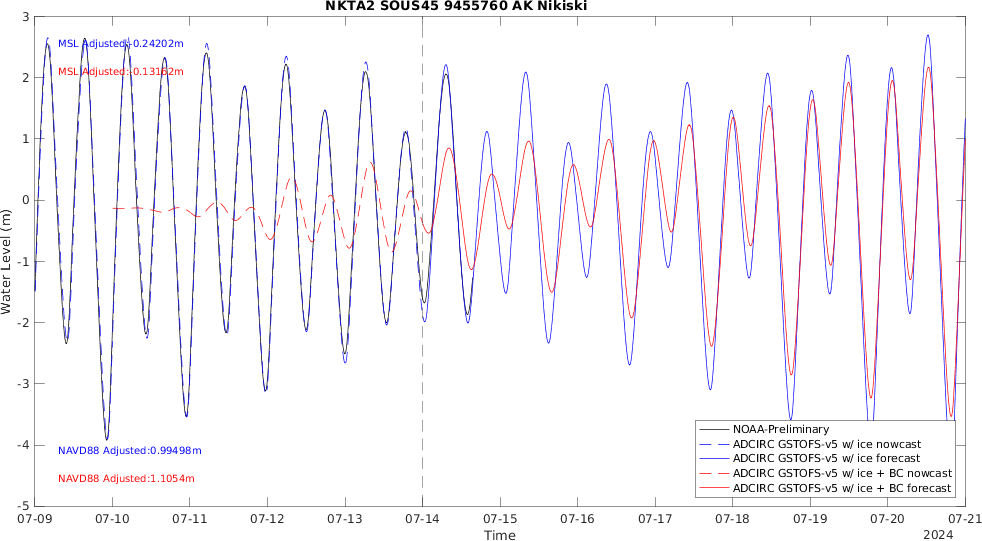 NKTA2 SOUS45 9455760 AK Nikiski
3
MSL Adjusted:-0.24202m
MSL Adjusted:-0.13162m
2
1
0
-1
-2
-3
-4
-5
Water Level (m)
NAVD88 Adjusted:0.99498m
NAVD88 Adjusted:1.1054m
NOAA-Preliminary
ADCIRC GSTOFS-v5 w/ ice nowcast
ADCIRC GSTOFS-v5 w/ ice forecast
ADCIRC GSTOFS-v5 w/ ice + BC nowcast
ADCIRC GSTOFS-v5 w/ ice + BC forecast
07-09 07-10 07-11 07-12 07-13 07-14 07-15 07-16 07-17 07-18 07-19 07-20 07-21
Time
2024